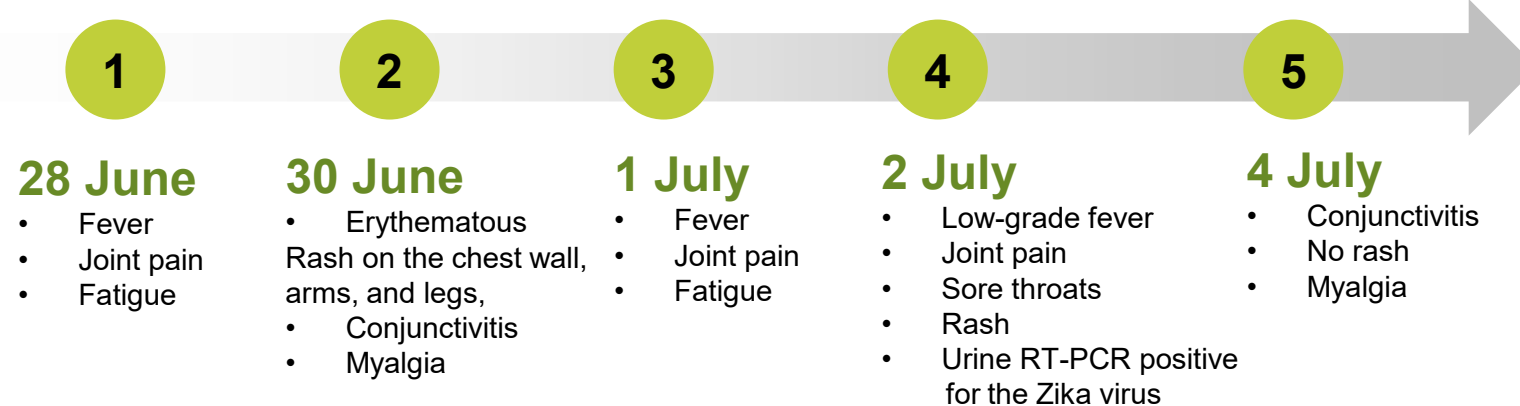 1
28 June
• Fever
• Joint pain
• Fatigue
2
30 June
• Erythematous
Rash on the chest wall,
arms, and legs,
• Conjunctivitis
• Myalgia
3
1 July
• Fever
• Joint pain
• Fatigue
4
2 July
• Low-grade fever
• Joint pain
• Sore throats
• Rash
• Urine RT-PCR positive
for the Zika virus
5
4 July
• Conjunctivitis
• No rash
• Myalgia